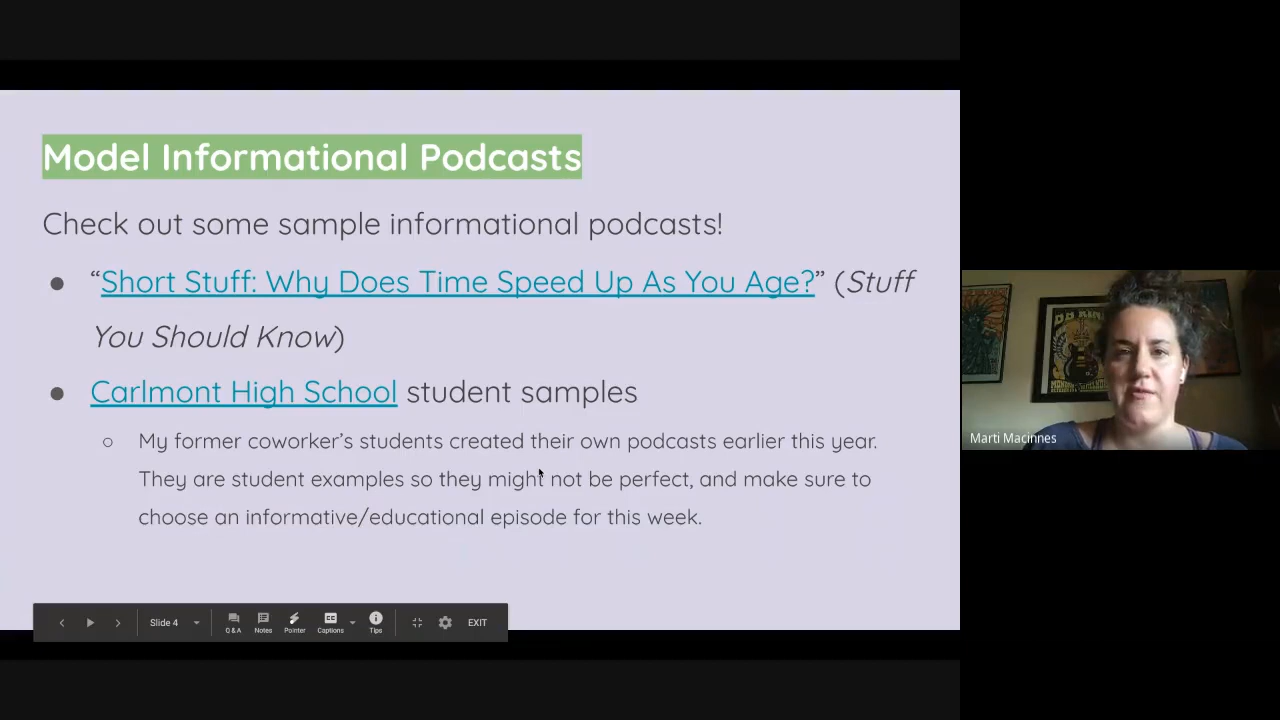 Model Informational Podcasts
Check out some sample informational podcasts!
● “Short Stuff: Why Does Time Speed Up As You Age?” (Stuff
You Should Know)
● Carlmont High School student samples
○ My former coworker’s students created their own podcasts earlier this year.
They are student examples so they might not be perfect, and make sure to
choose an informative/educational episode for this week.
Slide 4
Q & A
Notes
Pointer
CC
Captions
Tips
EXIT
BB KING
Marti Macinnes